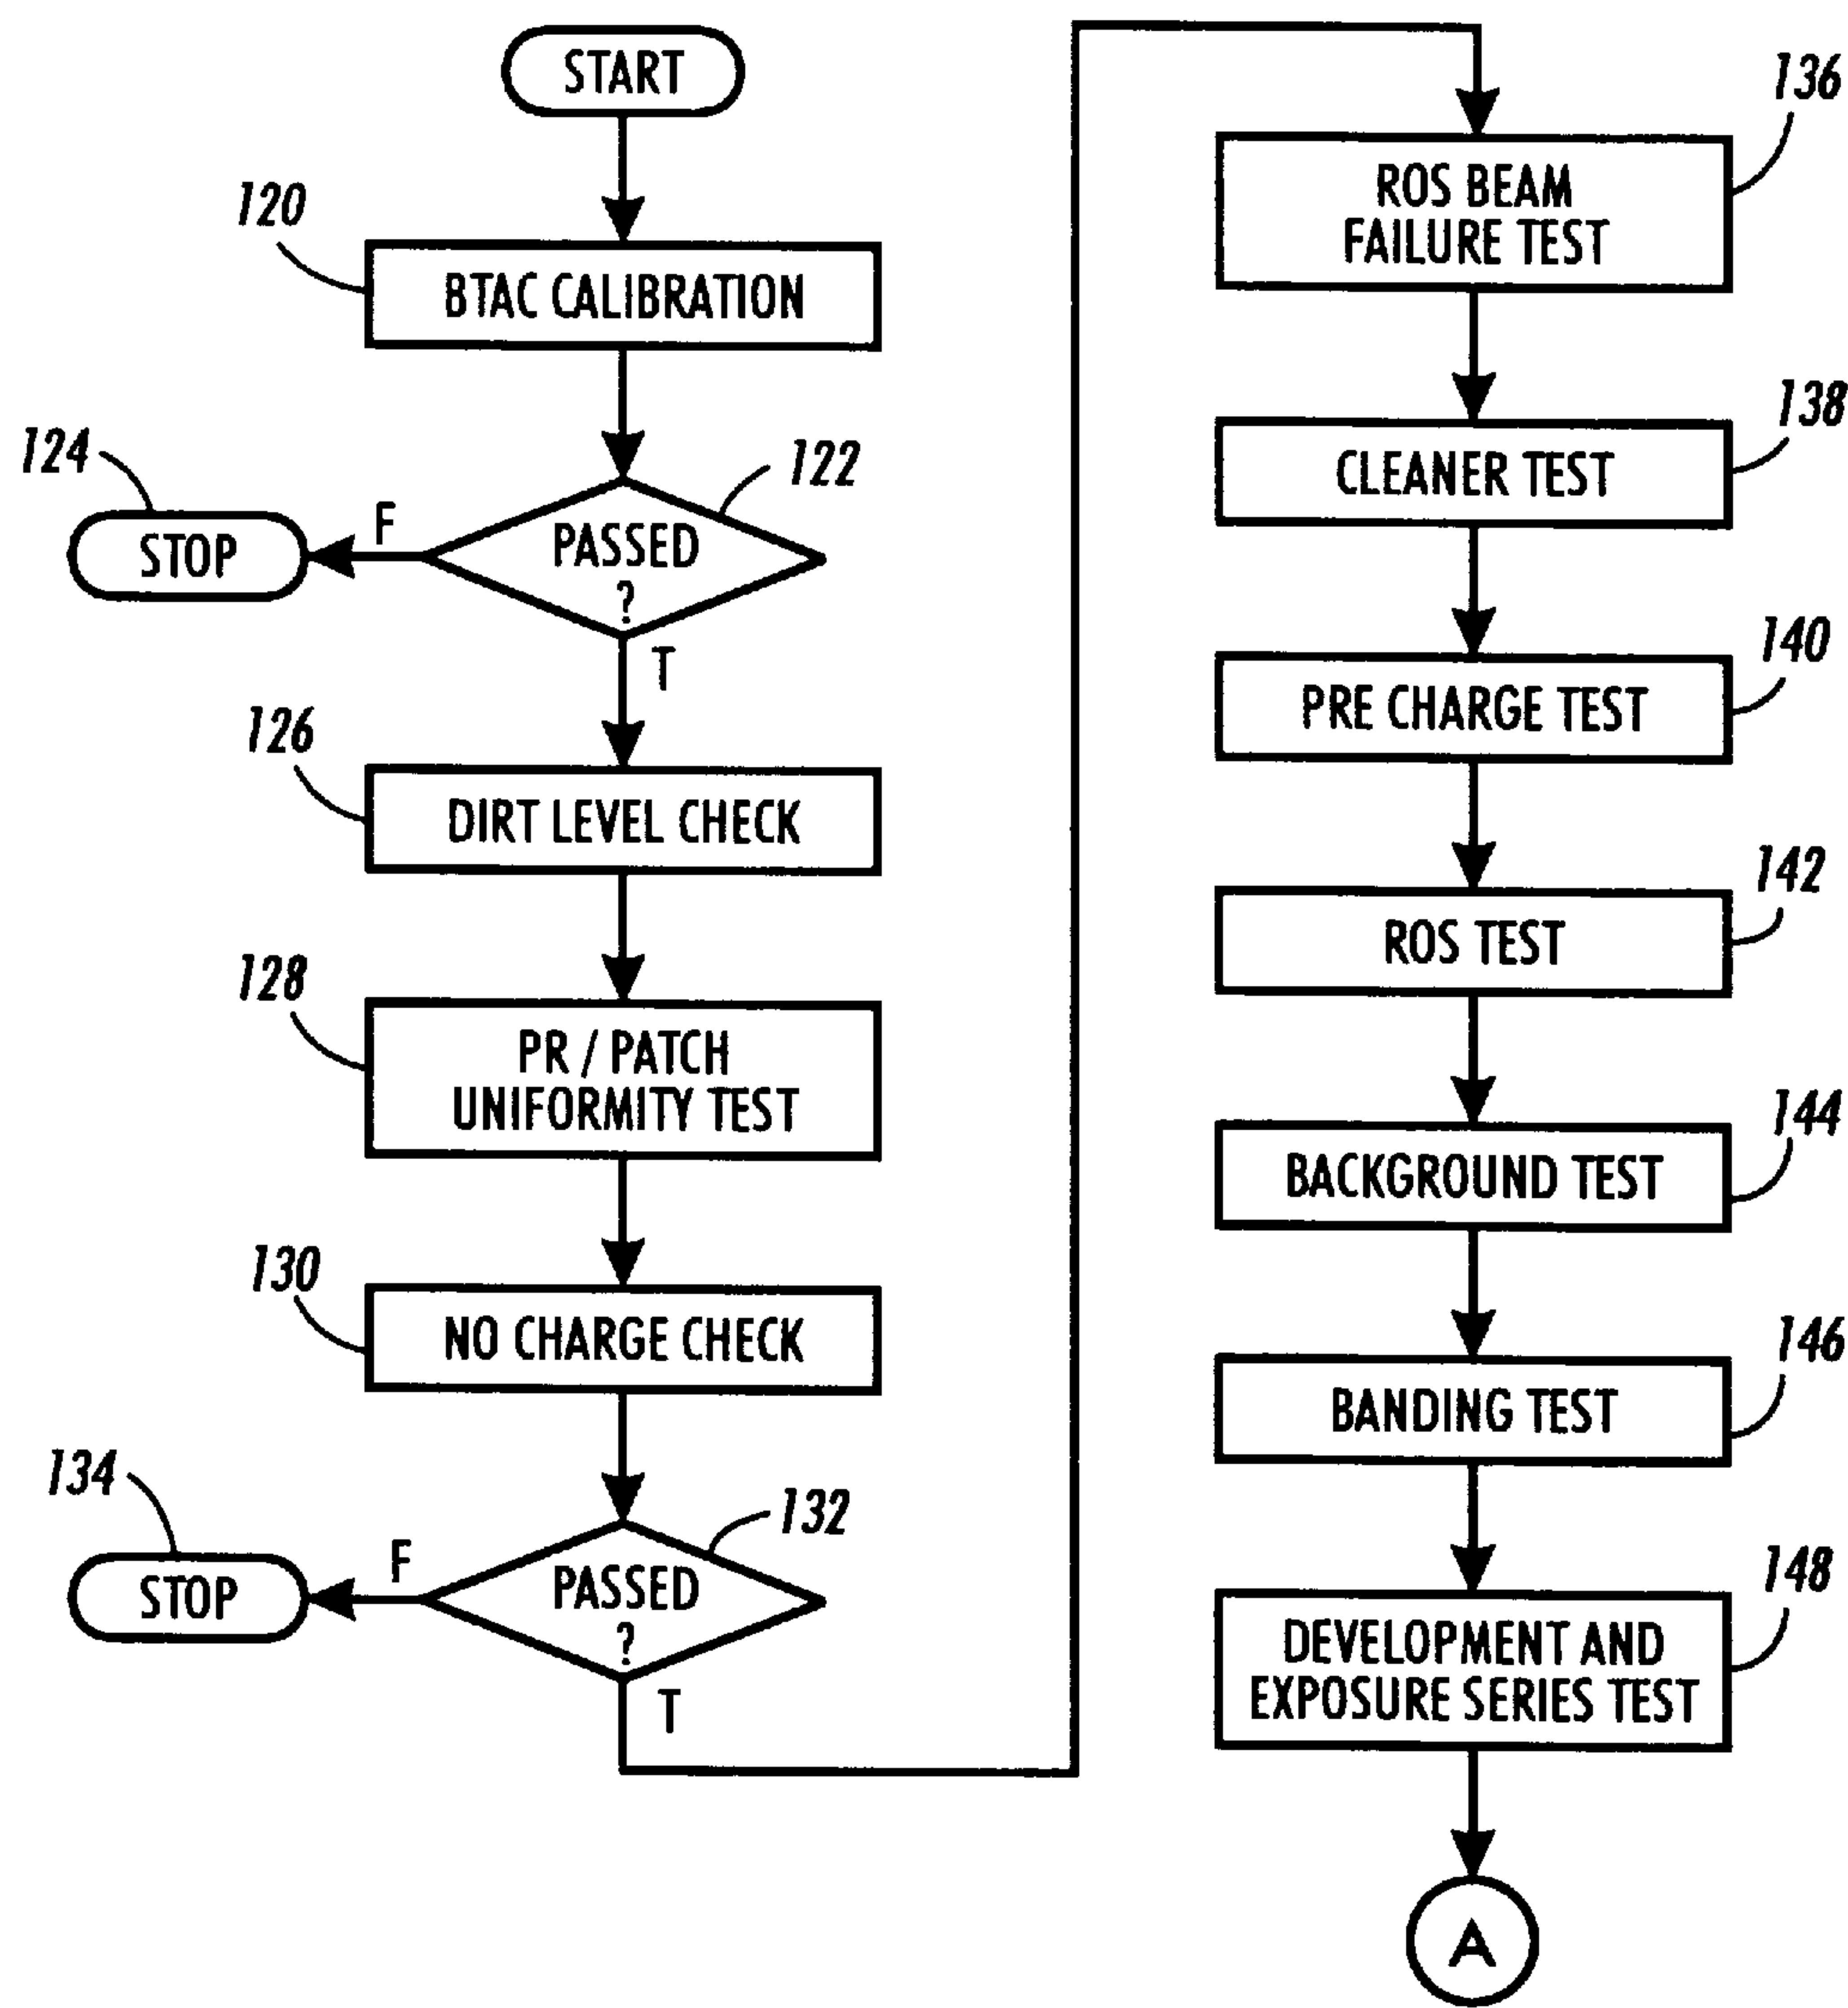 START
120
BTAC CALIBRATION
122
PASSED
?
F
124
STOP
T
126
DIRT LEVEL CHECK
128
PR / PATCH
UNIFORMITY TEST
130
NO CHARGE CHECK
132
PASSED
?
F
134
STOP
T
136
ROS BEAM
FAILURE TEST
138
CLEANER TEST
140
PRE CHARGE TEST
142
ROS TEST
144
BACKGROUND TEST
146
BANDING TEST
148
DEVELOPMENT AND
EXPOSURE SERIES TEST
A